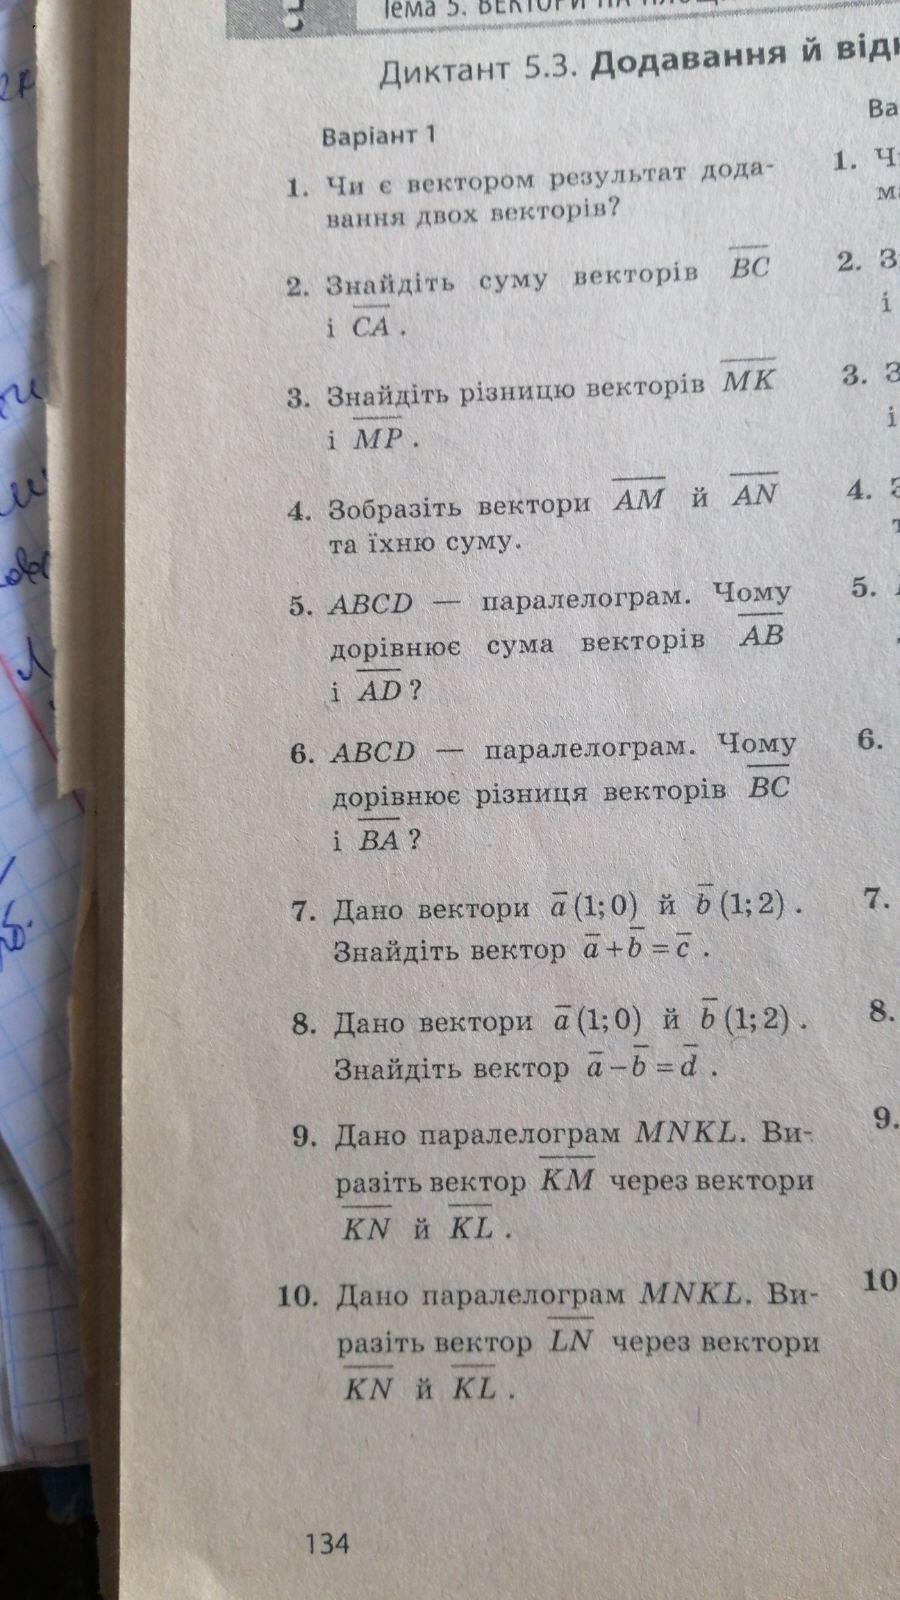 Тема 5. ВЕКТОРИ НА
Диктант 5.3. Додавання й
Варіант 1
1. Чи є вектором результат дода-
вання двох векторів?
2. Знайдіть суму векторів BC
і CA.
3. Знайдіть різницю векторів MK
і MP.
4. Зобразіть вектори AM й AN
та їхню суму.
5. ABCD — паралелограм. Чому
дорівнює сума векторів AB
і AD?
6. ABCD — паралелограм. Чому
дорівнює різниця векторів BC
і BA?
7. Дано вектори a̅(1;0) й b̅(1;2).
Знайдіть вектор a̅+b̅=c̅.
8. Дано вектори a̅(1;0) й b̅(1;2).
Знайдіть вектор a̅−b̅=d̅.
9. Дано паралелограм MNKL. Ви-
разіть вектор KM через вектори
KN й KL.
10. Дано паралелограм MNKL. Ви-
разіть вектор LN через вектори
KN й KL.
134
1.
2.
3.
і
4.
5.
6.
7.
8.
9.
10